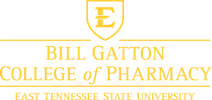 E
BILL GATTON
COLLEGE of PHARMACY
EAST TENNESSEE STATE UNIVERSITY